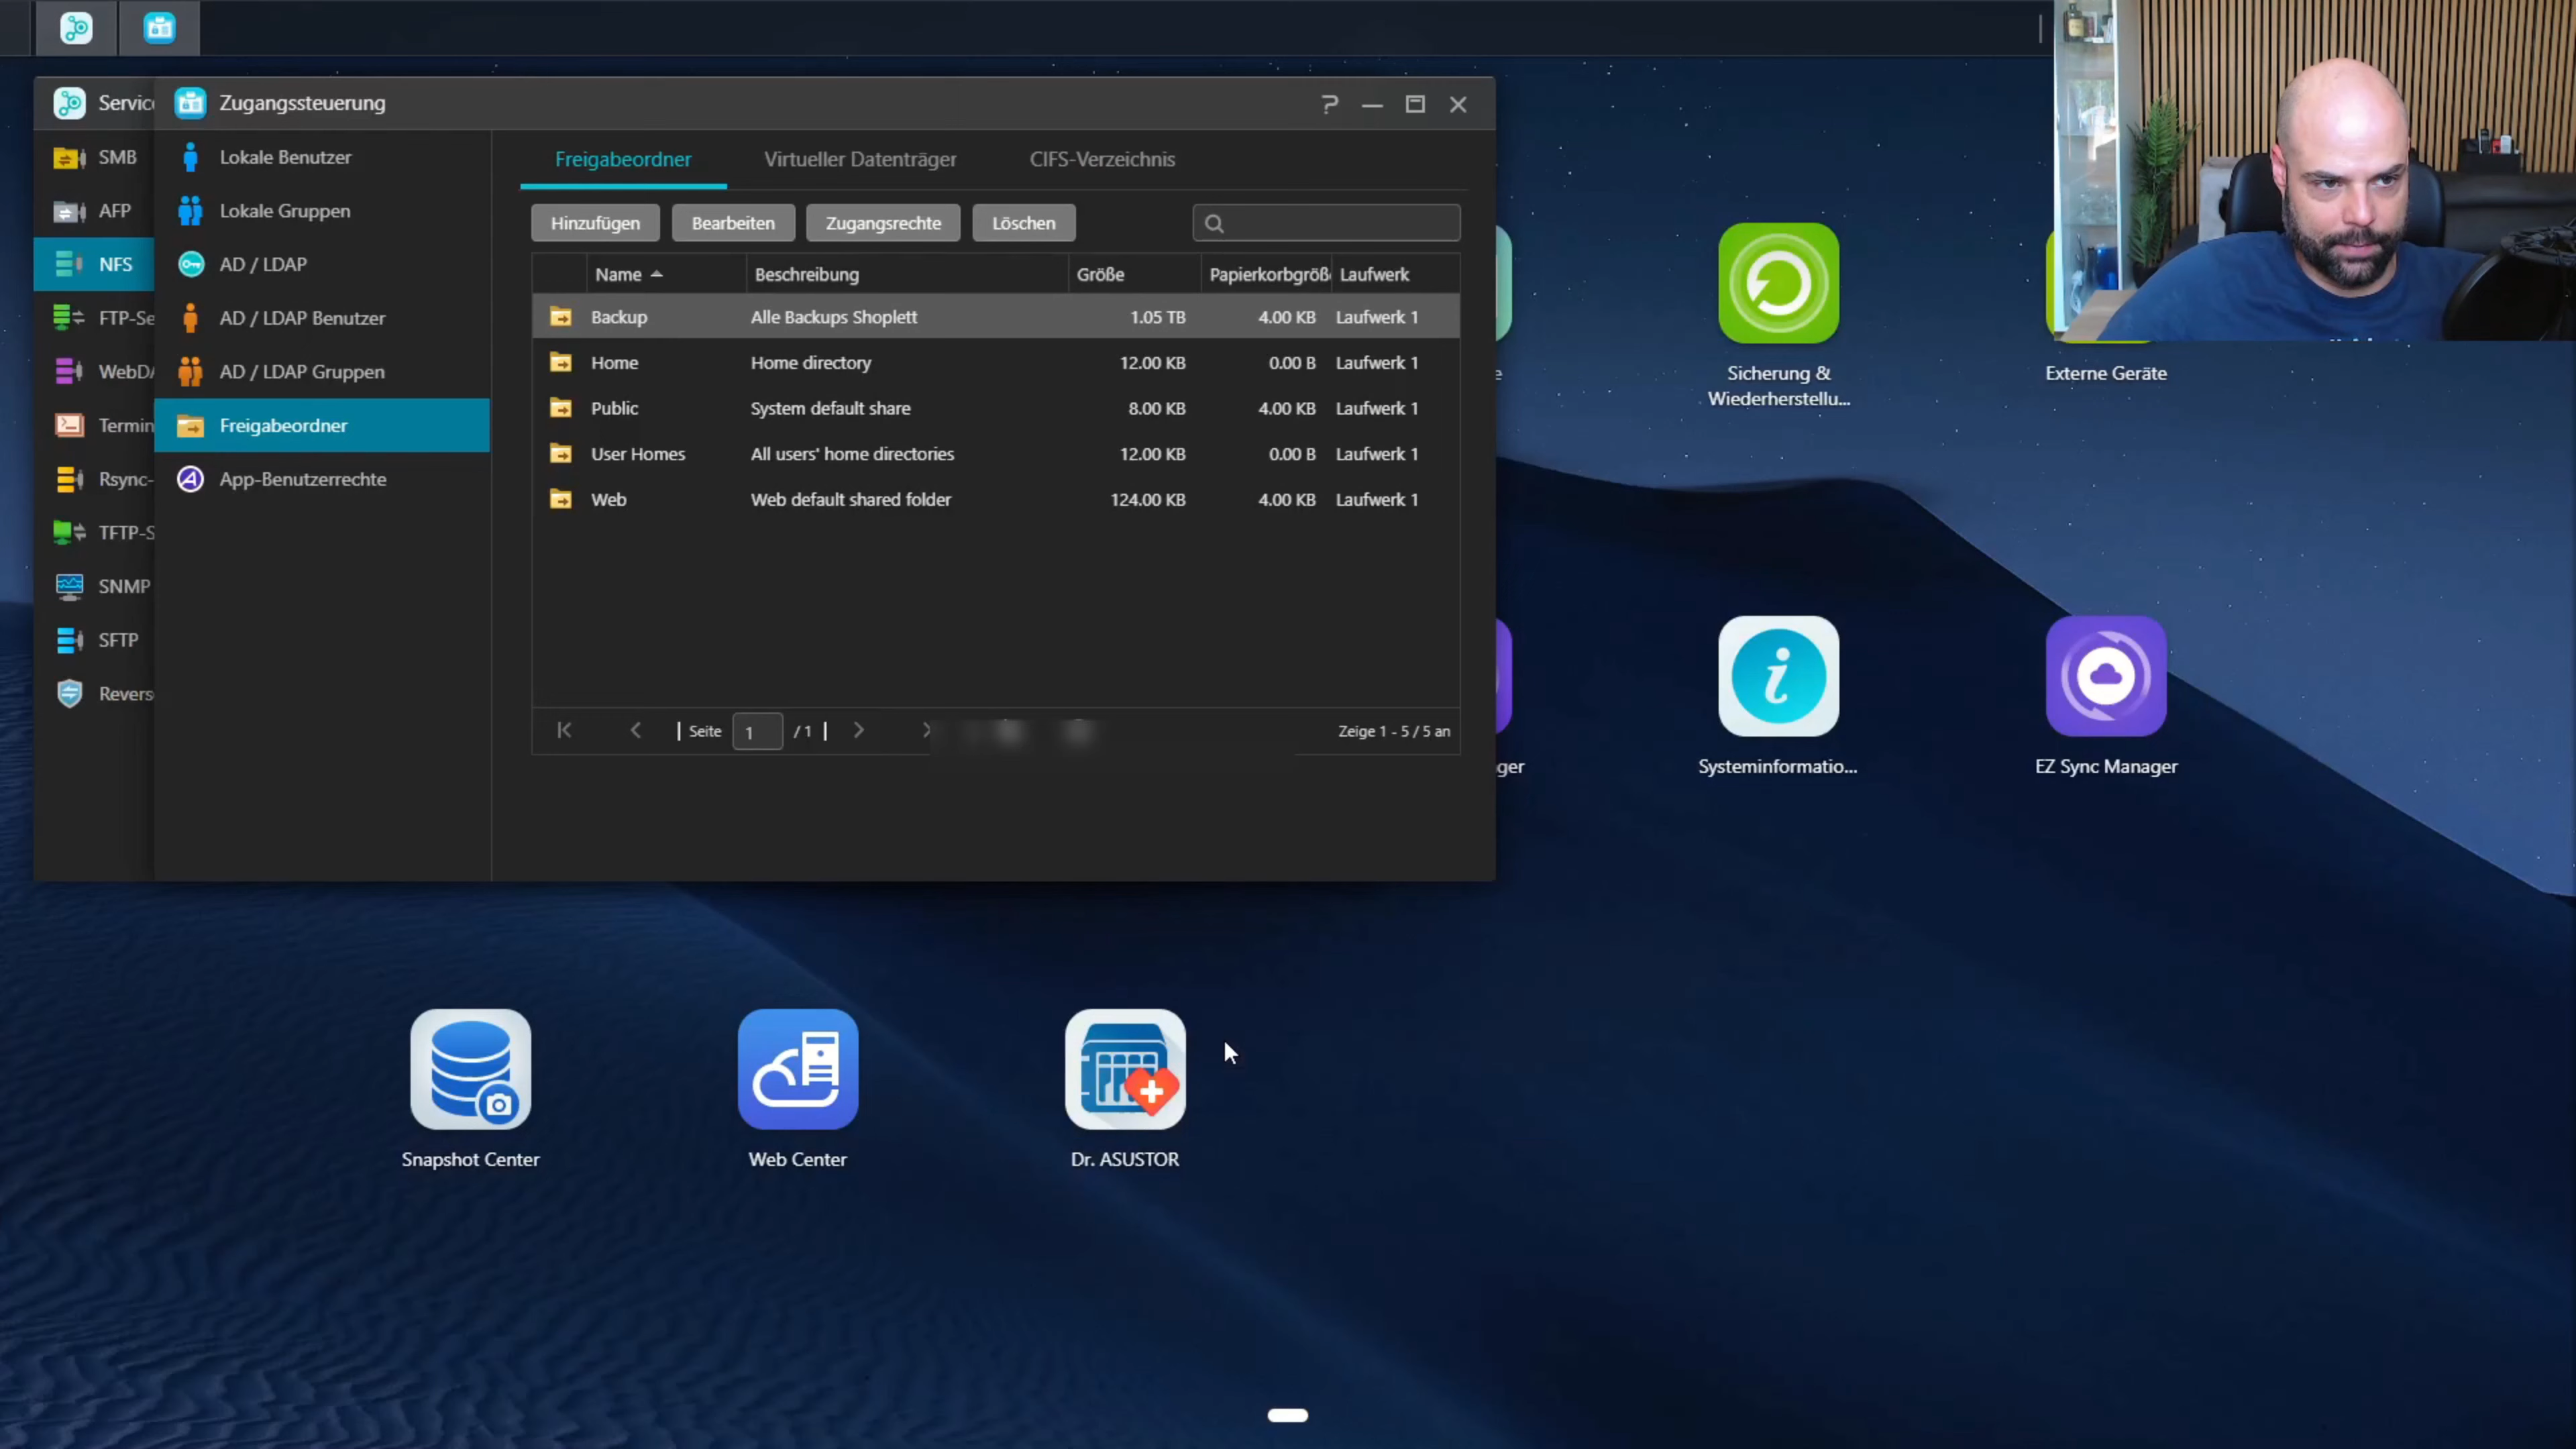 Service
Zugangssteuerung
SMB
AFP
NFS
FTP-Se
WebDA
Termin
Rsync-
TFTP-S
SNMP
SFTP
Revers
Lokale Benutzer
Lokale Gruppen
AD / LDAP
AD / LDAP Benutzer
AD / LDAP Gruppen
Freigabeordner
App-Benutzerrechte
Freigabeordner Virtueller Datenträger CIFS-Verzeichnis
Hinzufügen Bearbeiten Zugangsrechte Löschen
Name Beschreibung Größe Papierkorbgröß Laufwerk
Backup Alle Backups Shoplett 1.05 TB 4.00 KB Laufwerk 1
Home Home directory 12.00 KB 0.00 B Laufwerk 1
Public System default share 8.00 KB 4.00 KB Laufwerk 1
User Homes All users' home directories 12.00 KB 0.00 B Laufwerk 1
Web Web default shared folder 124.00 KB 4.00 KB Laufwerk 1
Seite 1 / 1 Zeige 1 - 5 / 5 an
e
Sicherung &
Wiederherstellu...
Externe Geräte
ger
Systeminformatio...
EZ Sync Manager
Snapshot Center
Web Center
Dr. ASUSTOR